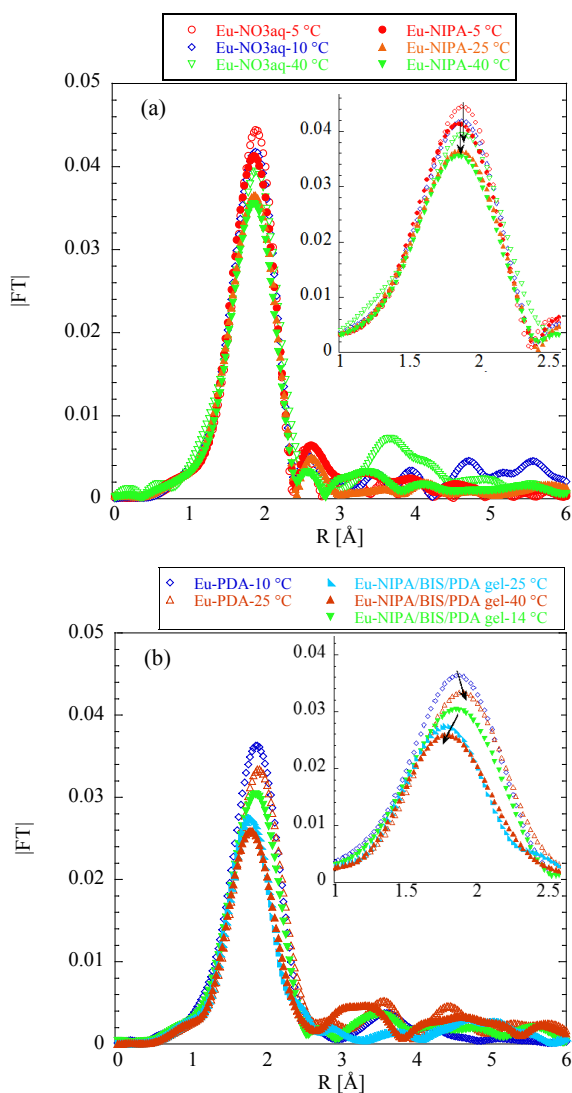 Eu-NO3aq-5 °C Eu-NIPA-5 °C
Eu-NO3aq-10 °C Eu-NIPA-25 °C
Eu-NO3aq-40 °C Eu-NIPA-40 °C
0.05
(a)
0.04
0.03
0.02
0.01
0
|FT|
0.04
0.03
0.02
0.01
0
1 1.5 2 2.5
0 1 2 3 4 5 6
R [Å]
Eu-PDA-10 °C Eu-NIPA/BIS/PDA gel-25 °C
Eu-PDA-25 °C Eu-NIPA/BIS/PDA gel-40 °C
Eu-NIPA/BIS/PDA gel-14 °C
0.05
(b)
0.04
0.03
0.02
0.01
0
|FT|
0.04
0.03
0.02
0.01
0
1 1.5 2 2.5
0 1 2 3 4 5 6
R [Å]